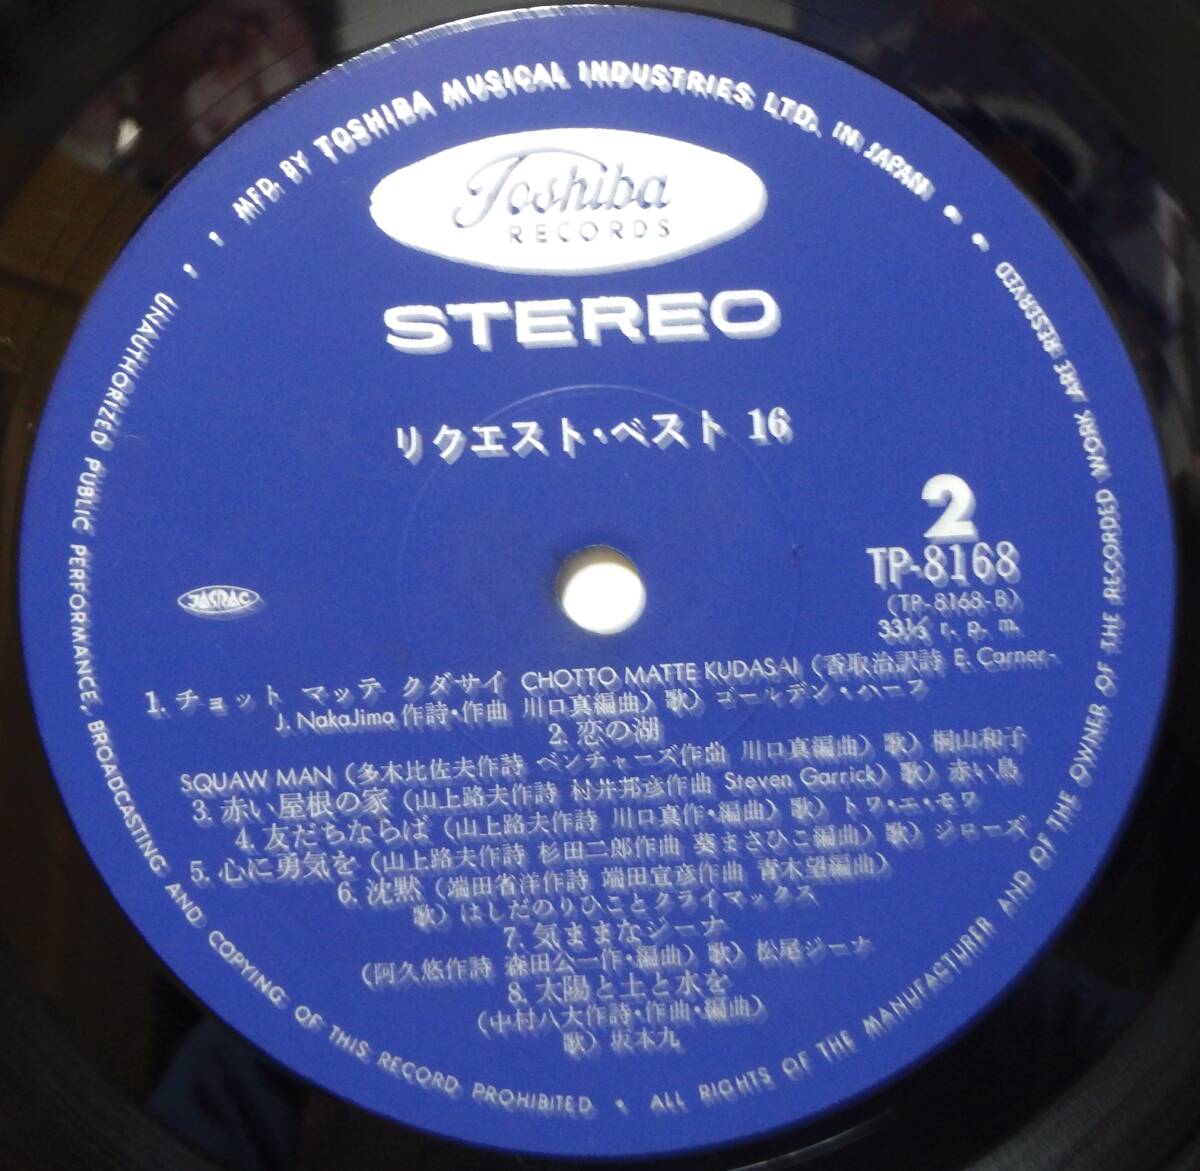 MFD. BY TOSHIBA MUSICAL INDUSTRIES LTD. IN JAPAN
Toshiba
RECORDS
STEREO
リクエスト・ベスト 16
2
TP-8168
(TP-8168-B)
33⅓ r. p. m.
JASRAC
1. チョット マッテ クダサイ CHOTTO MATTE KUDASAI (香取治訳詩 E. Carner-
J. NakaJima 作詩・作曲 川口真編曲) 歌) ゴールデン・ハーフ
2. 恋の湖
SQUAW MAN (多木比佐夫作詩 ベンチャーズ作曲 川口真編曲) 歌) 桐山和子
3. 赤い屋根の家 (山上路夫作詩 村井邦彦作曲 Steven Garrick) 歌) 赤い鳥
4. 友だちならば (山上路夫作詩 川口真作・編曲) 歌) トワ・エ・モワ
5. 心に勇気を (山上路夫作詩 杉田二郎作曲 葵まさひこ編曲) 歌) ジローズ
6. 沈黙 (端田省洋作詩 端田宣彦作曲 青木望編曲)
歌) はしだのりひことクライマックス
7. 気ままなジーナ
(阿久悠作詩 森田公一作・編曲) 歌) 松尾ジーナ
8. 太陽と土と水を
(中村八大作詩・作曲・編曲)
歌) 坂本九
UNAUTHORIZED PUBLIC PERFORMANCE, BROADCASTING AND COPYING OF THIS RECORD PROHIBITED • ALL RIGHTS OF THE MANUFACTURER AND OF THE OWNER OF THE RECORDED WORK ARE RESERVED